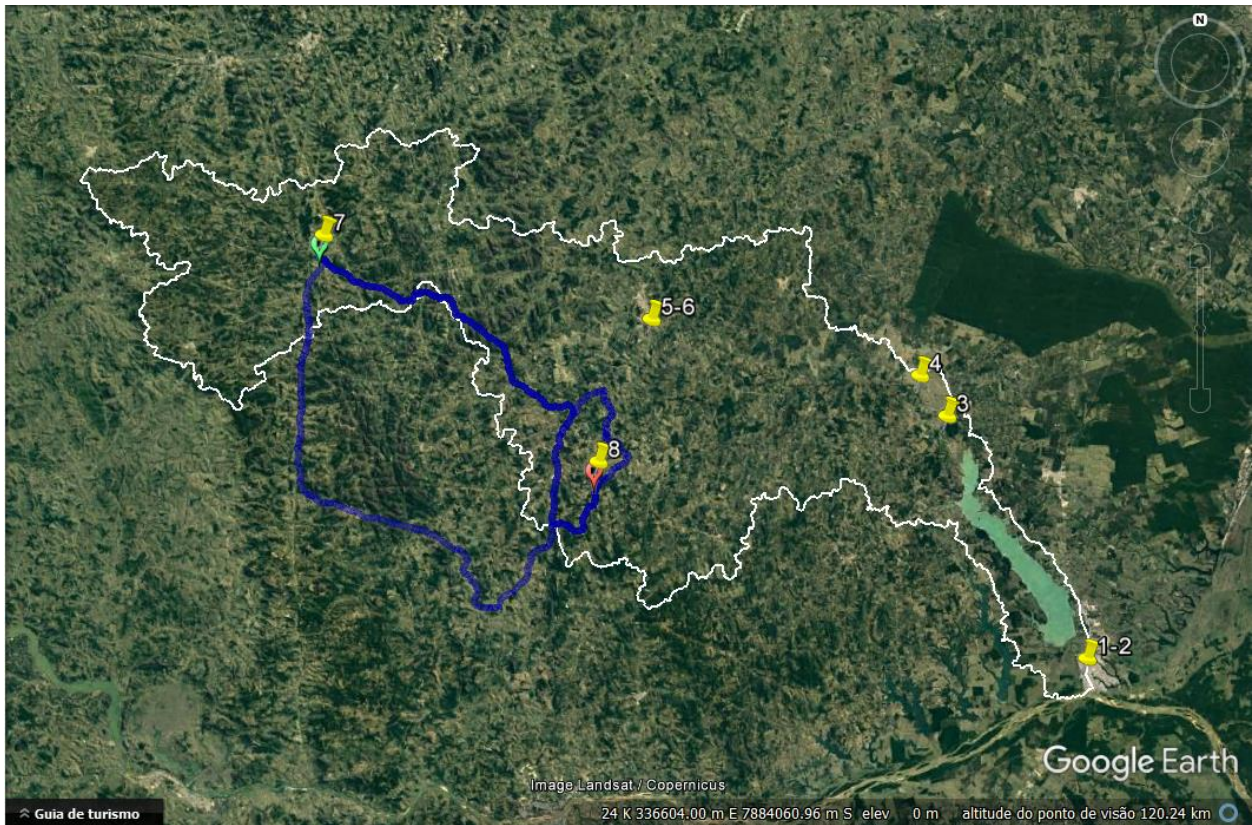 N
7
5-6
4
3
8
1-2
Google Earth
Image Landsat / Copernicus
Guia de turismo
24 K 336604.00 m E 7884060.96 m S elev 0 m altitude do ponto de visão 120.24 km